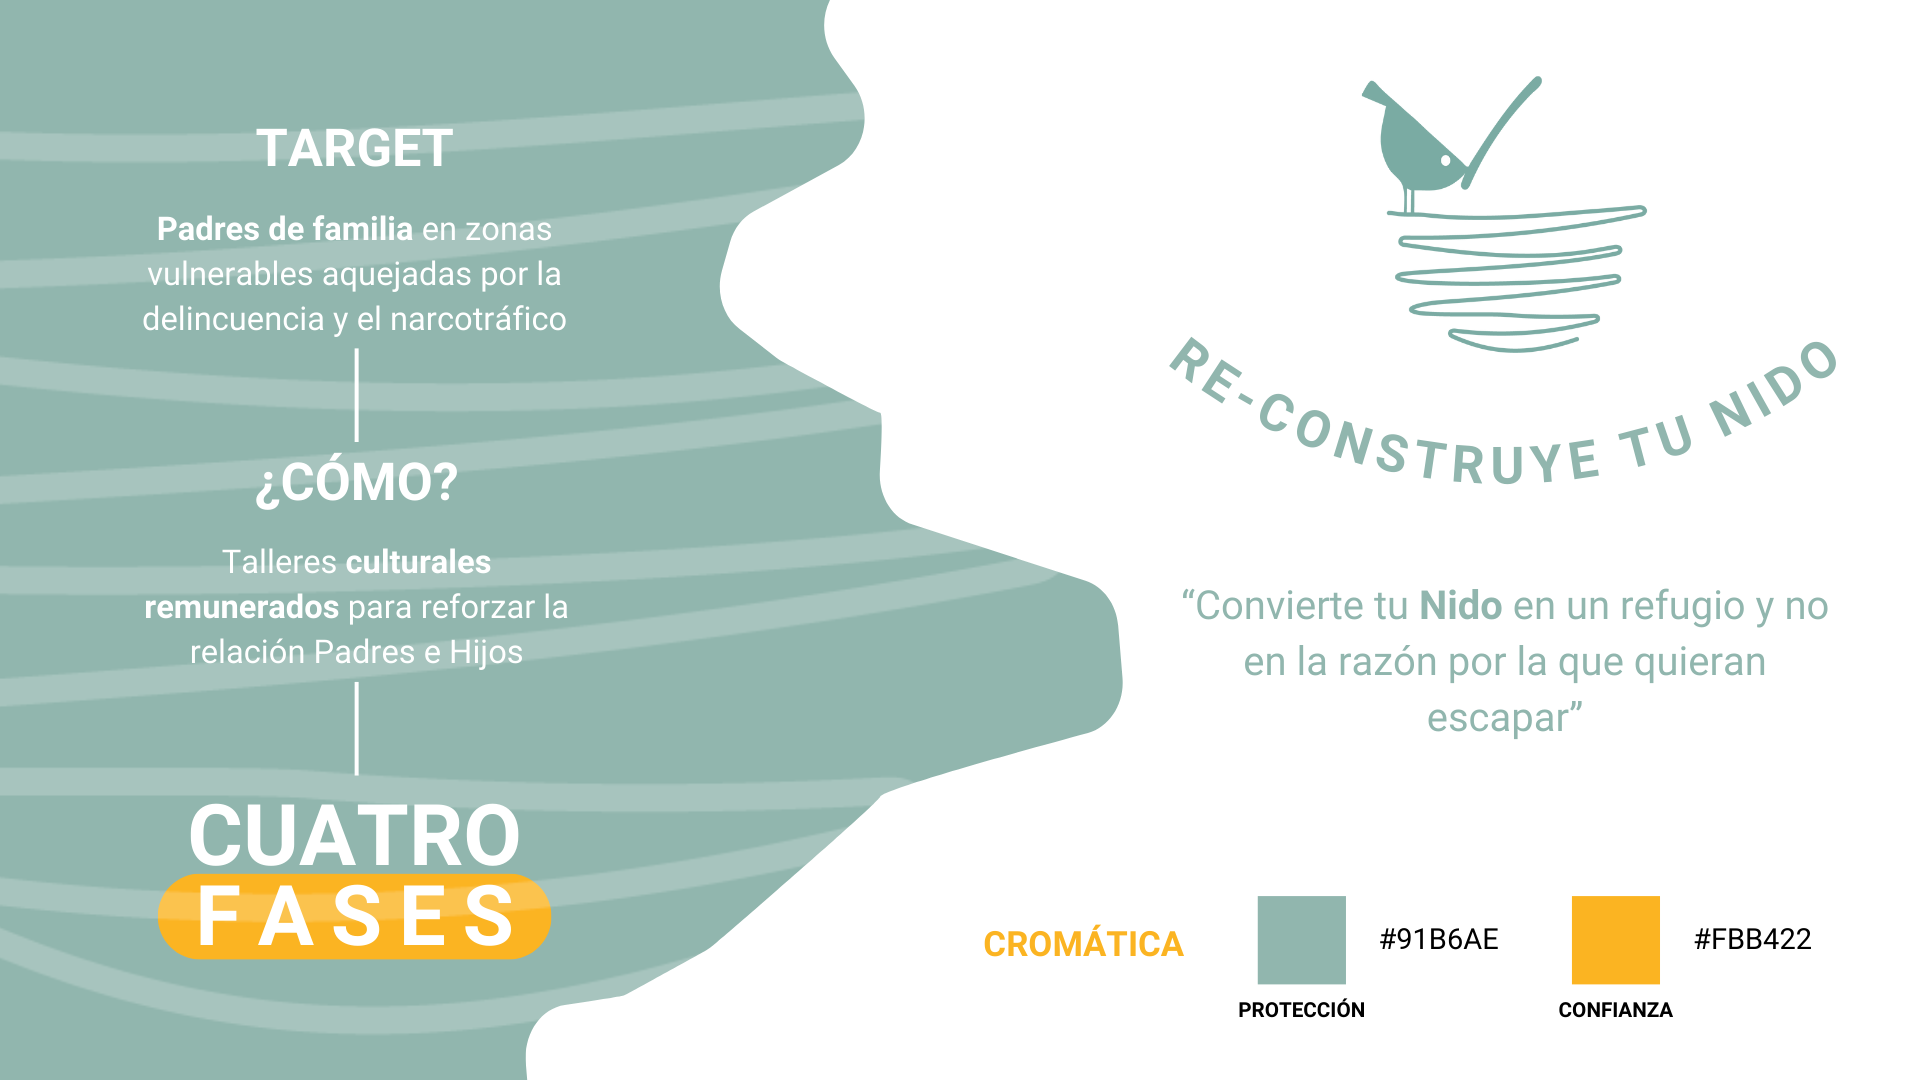 TARGET
Padres de familia en zonas
vulnerables aquejadas por la
delincuencia y el narcotráfico
¿CÓMO?
Talleres culturales
remunerados para reforzar la
relación Padres e Hijos
CUATRO
FASES
RE-CONSTRUYE TU NIDO
“Convierte tu Nido en un refugio y no
en la razón por la que quieran
escapar”
CROMÁTICA
#91B6AE
#FBB422
PROTECCIÓN
CONFIANZA